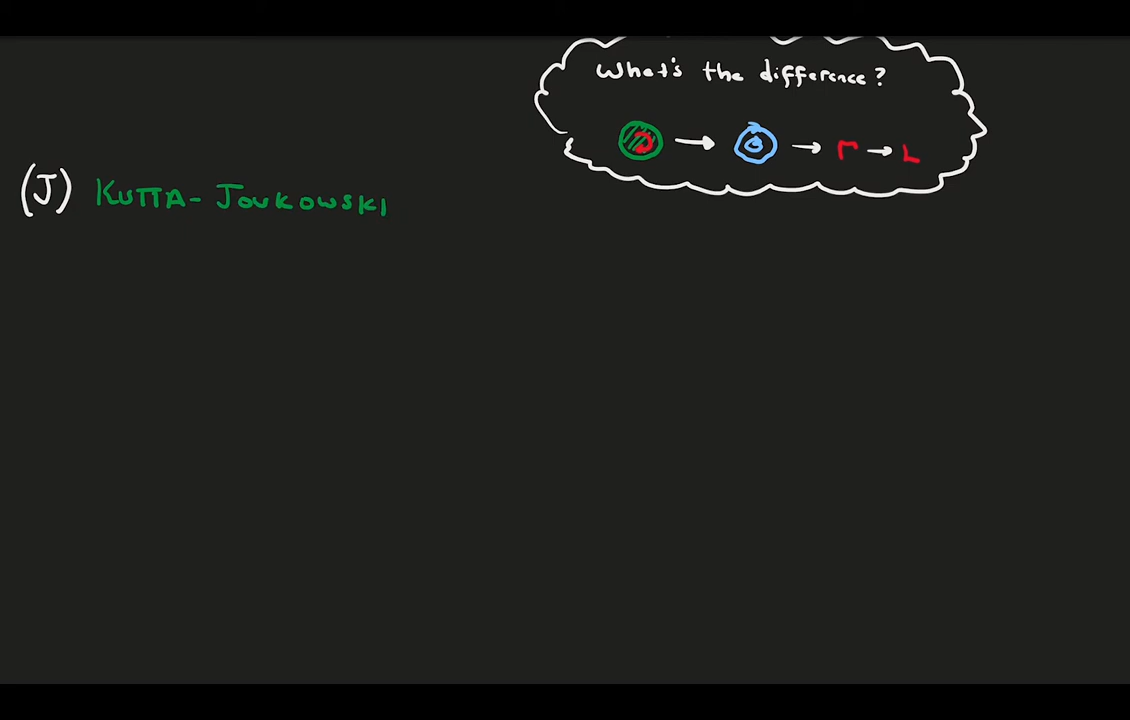 What's the difference?
→ → Γ → L
(J) KUTTA-JOUKOWSKI